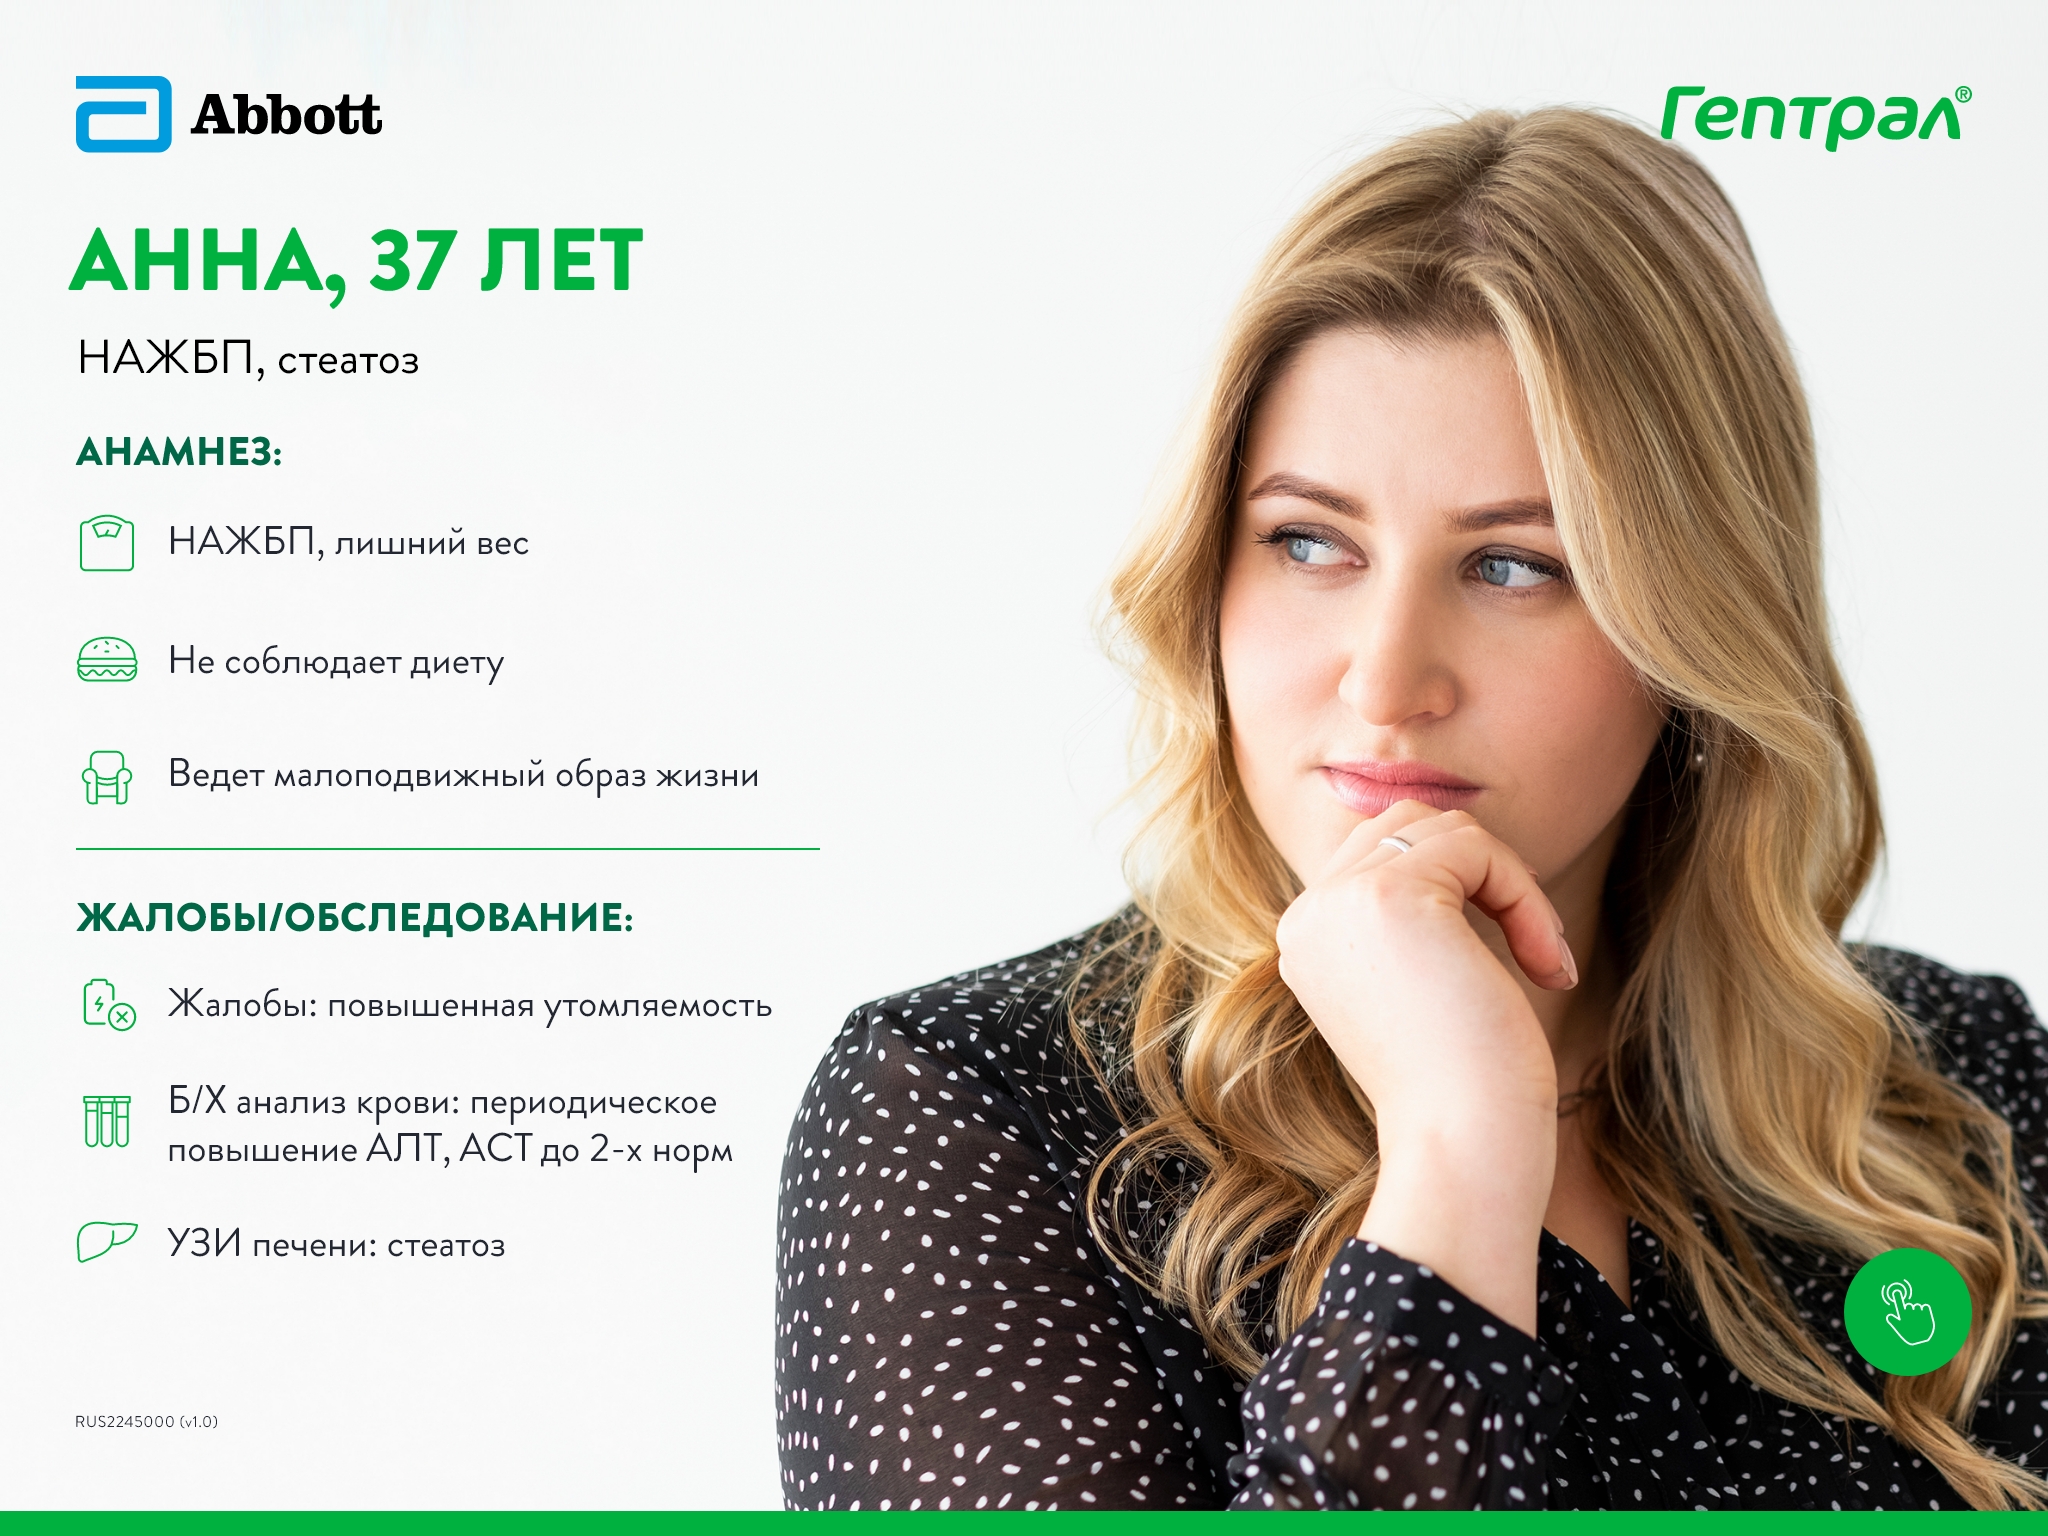 Abbott
Гептрал®
АННА, 37 ЛЕТ
НАЖБП, стеатоз
АНАМНЕЗ:
НАЖБП, лишний вес
Не соблюдает диету
Ведет малоподвижный образ жизни
ЖАЛОБЫ/ОБСЛЕДОВАНИЕ:
Жалобы: повышенная утомляемость
Б/Х анализ крови: периодическое
повышение АЛТ, АСТ до 2-х норм
УЗИ печени: стеатоз
RUS2245000 (v1.0)